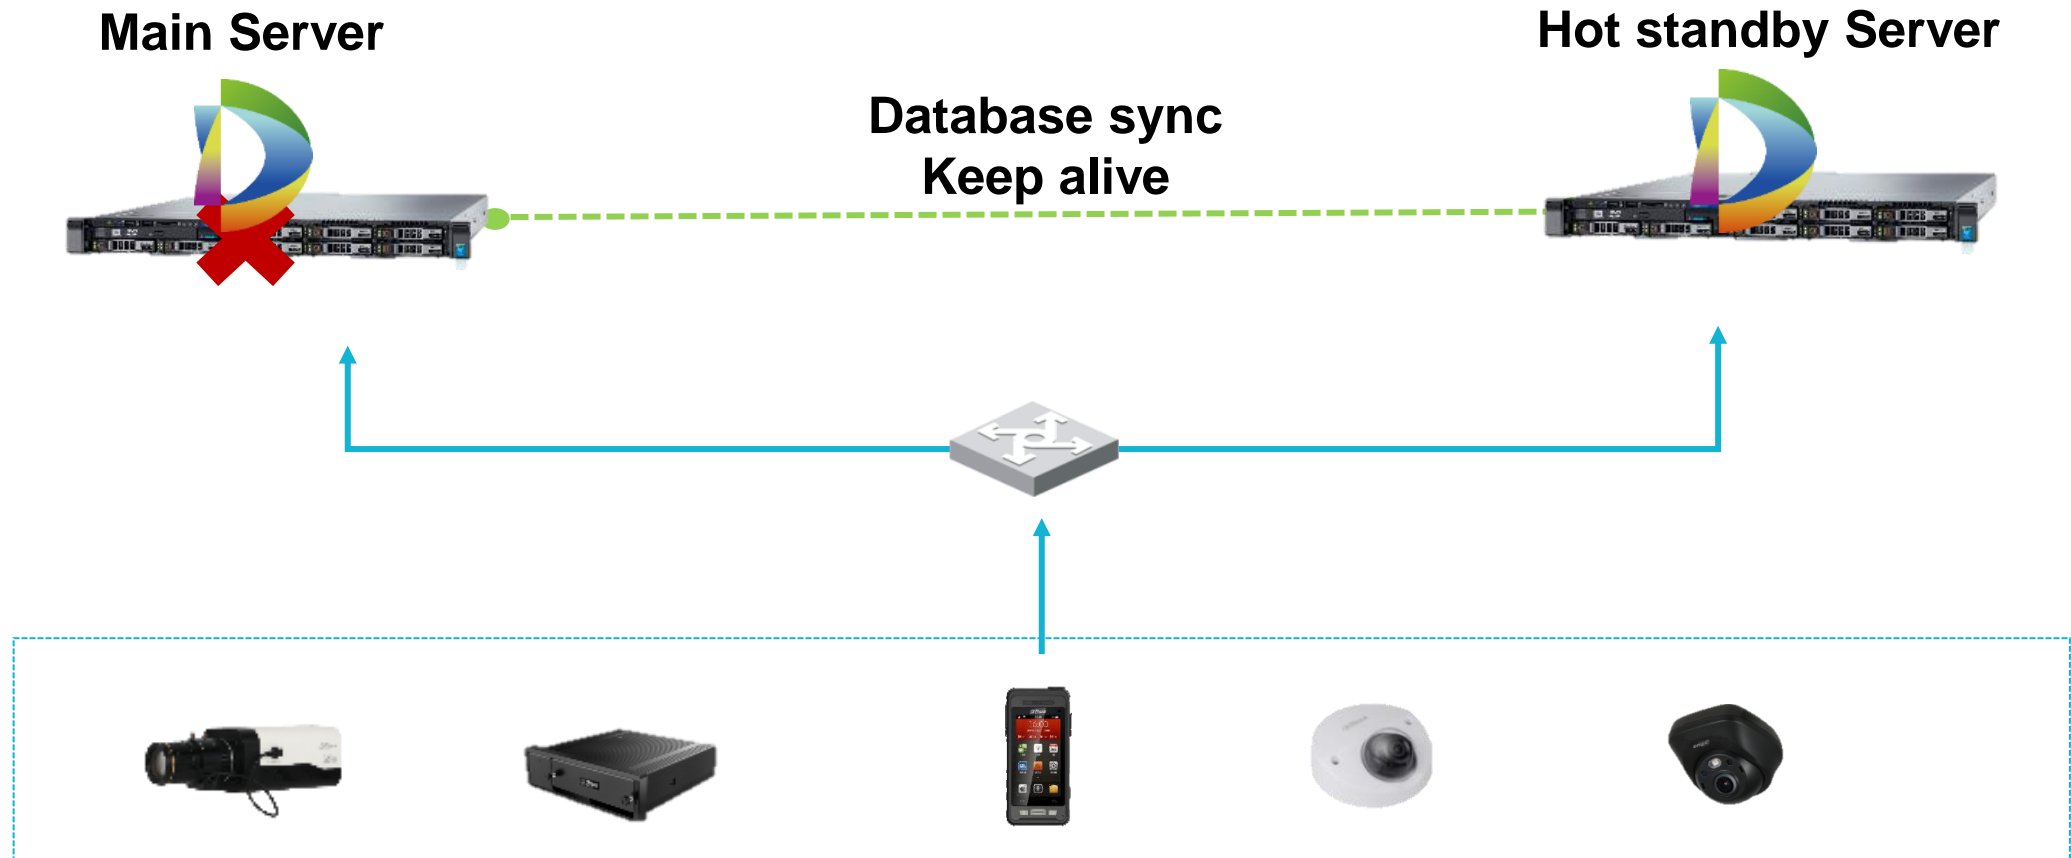 Main Server
Hot standby Server
Database sync
Keep alive